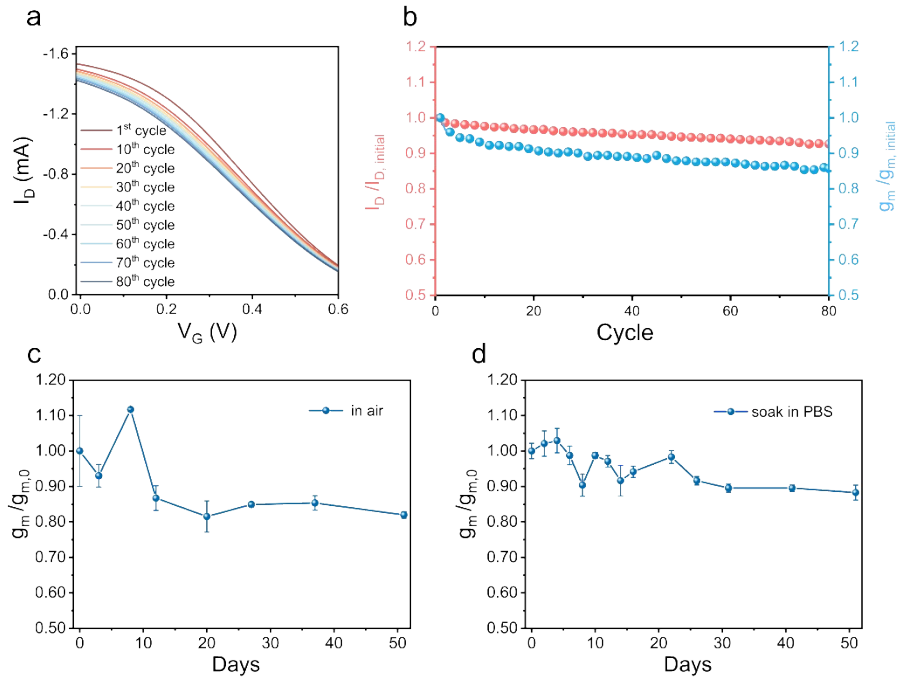 a
-1.6
-1.2
-0.8
-0.4
0.0
I_D (mA)
1st cycle
10th cycle
20th cycle
30th cycle
40th cycle
50th cycle
60th cycle
70th cycle
80th cycle
0.0 0.2 0.4 0.6
V_G (V)
b
1.2
1.1
1.0
0.9
0.8
0.7
0.6
0.5
I_D /I_D, initial
1.2
1.1
1.0
0.9
0.8
0.7
0.6
0.5
g_m /g_m, initial
0 20 40 60 80
Cycle
c
1.20
1.10
1.00
0.90
0.80
0.70
0.60
0.50
g_m /g_m,0
in air
0 10 20 30 40 50
Days
d
1.20
1.10
1.00
0.90
0.80
0.70
0.60
0.50
g_m /g_m,0
soak in PBS
0 10 20 30 40 50
Days